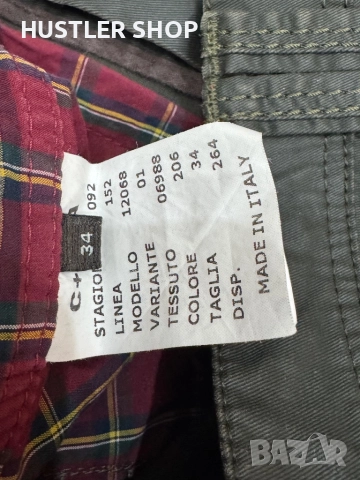 HUSTLER SHOP
C+
34
STAGIO 092
LINEA 152
MODELLO 12068
VARIANTE 01
TESSUTO 06988
COLORE 206
TAGLIA 34
DISP. 264
MADE IN ITALY
bazar